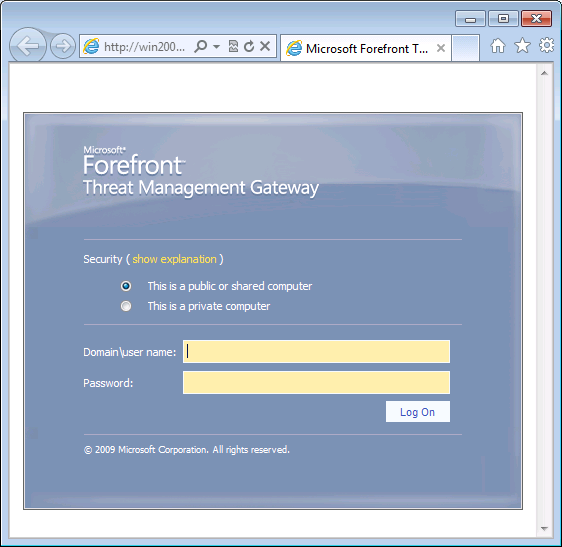 http://win200...
Microsoft Forefront T...
Microsoft®
Forefront™
Threat Management Gateway
Security ( show explanation )
This is a public or shared computer
This is a private computer
Domain\user name:
Password:
Log On
© 2009 Microsoft Corporation. All rights reserved.